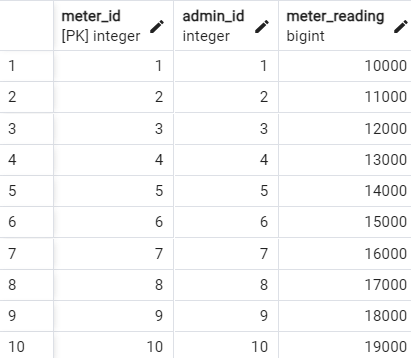 meter_id admin_id meter_reading
[PK] integer integer bigint
1 1 1 10000
2 2 2 11000
3 3 3 12000
4 4 4 13000
5 5 5 14000
6 6 6 15000
7 7 7 16000
8 8 8 17000
9 9 9 18000
10 10 10 19000